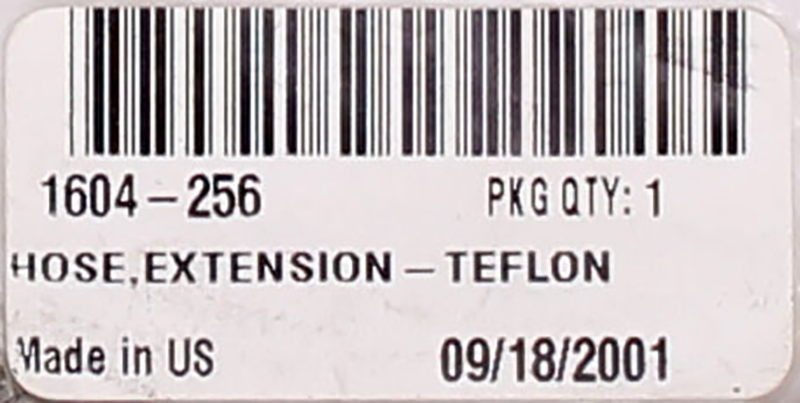 1604-256 PKG QTY: 1
HOSE,EXTENSION-TEFLON
Made in US 09/18/2001